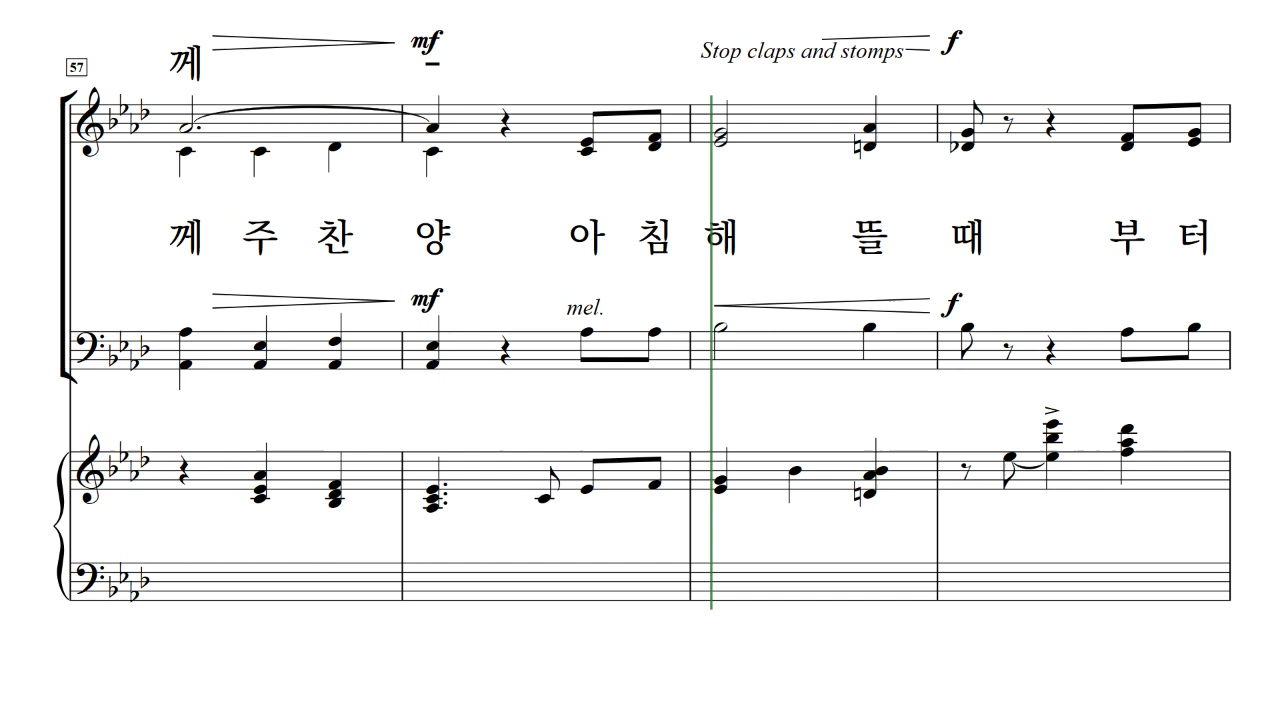 mf
Stop claps and stomps
f
57
께
께 주 찬 양 아 침 해 뜰 때 부 터
mf
mel.
f